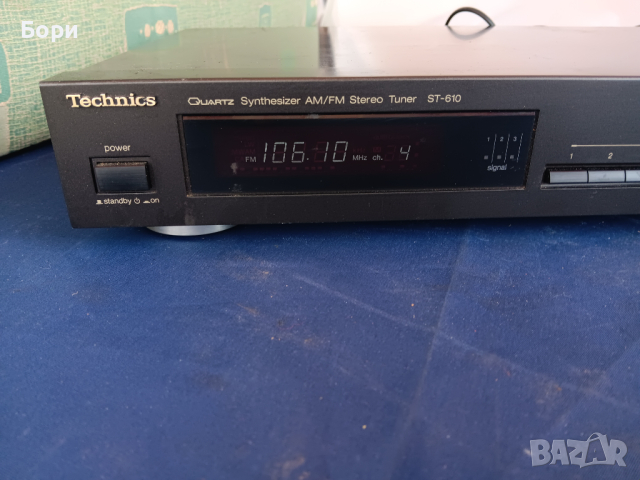 Бори
Technics
QUARTZ Synthesizer AM/FM Stereo Tuner ST-610
power
standby on
FM 106.10 MHz ch. 4
1 2 3
signal
1 2
BAZAR